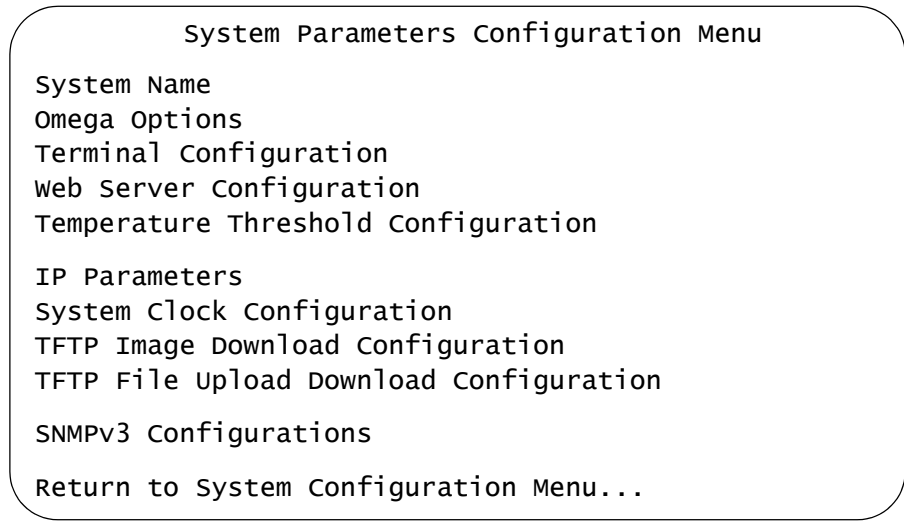 System Parameters Configuration Menu
System Name
Omega Options
Terminal Configuration
Web Server Configuration
Temperature Threshold Configuration
IP Parameters
System Clock Configuration
TFTP Image Download Configuration
TFTP File Upload Download Configuration
SNMPv3 Configurations
Return to System Configuration Menu...